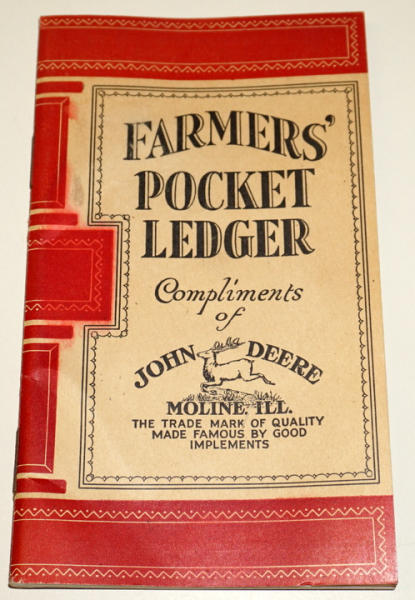 FARMERS'
POCKET
LEDGER
Compliments
of
JOHN DEERE
MOLINE, ILL.
THE TRADE MARK OF QUALITY
MADE FAMOUS BY GOOD
IMPLEMENTS